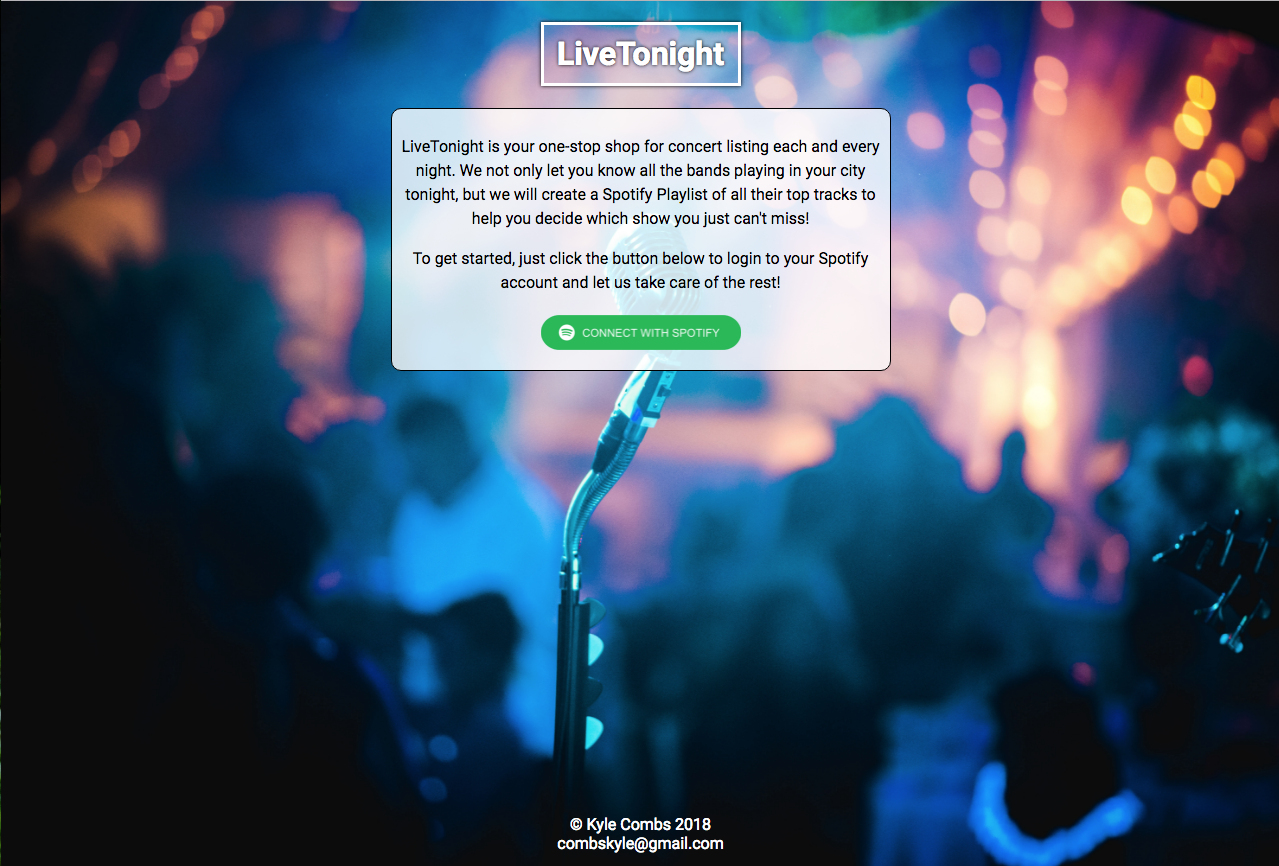 LiveTonight
LiveTonight is your one-stop shop for concert listing each and every
night. We not only let you know all the bands playing in your city
tonight, but we will create a Spotify Playlist of all their top tracks to
help you decide which show you just can't miss!
To get started, just click the button below to login to your Spotify
account and let us take care of the rest!
CONNECT WITH SPOTIFY
© Kyle Combs 2018
combskyle@gmail.com